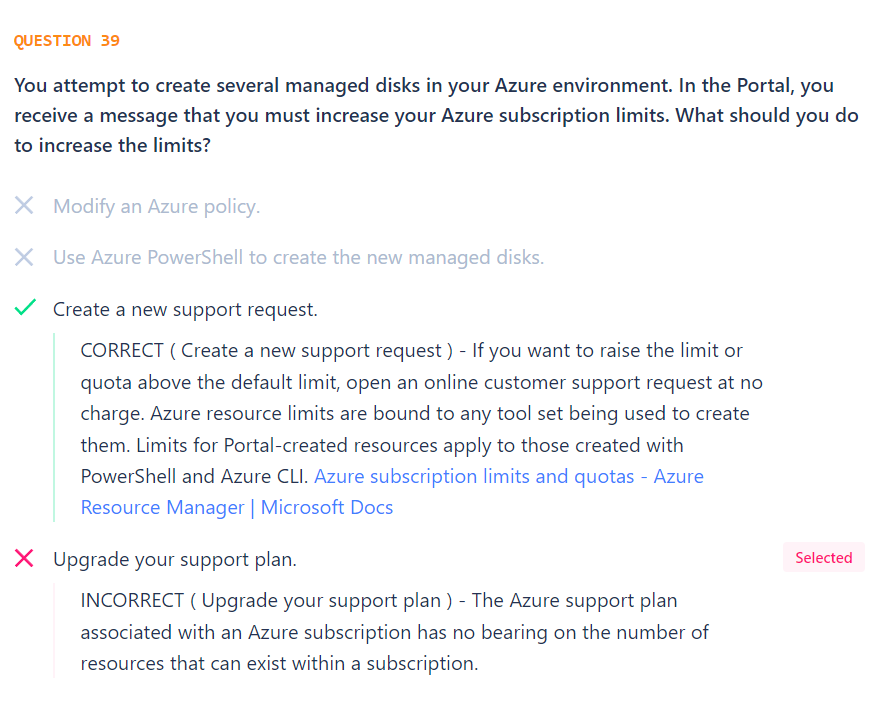 QUESTION 39
You attempt to create several managed disks in your Azure environment. In the Portal, you
receive a message that you must increase your Azure subscription limits. What should you do
to increase the limits?
Modify an Azure policy.
Use Azure PowerShell to create the new managed disks.
Create a new support request.
CORRECT ( Create a new support request ) - If you want to raise the limit or
quota above the default limit, open an online customer support request at no
charge. Azure resource limits are bound to any tool set being used to create
them. Limits for Portal-created resources apply to those created with
PowerShell and Azure CLI. Azure subscription limits and quotas - Azure
Resource Manager | Microsoft Docs
Upgrade your support plan.
Selected
INCORRECT ( Upgrade your support plan ) - The Azure support plan
associated with an Azure subscription has no bearing on the number of
resources that can exist within a subscription.